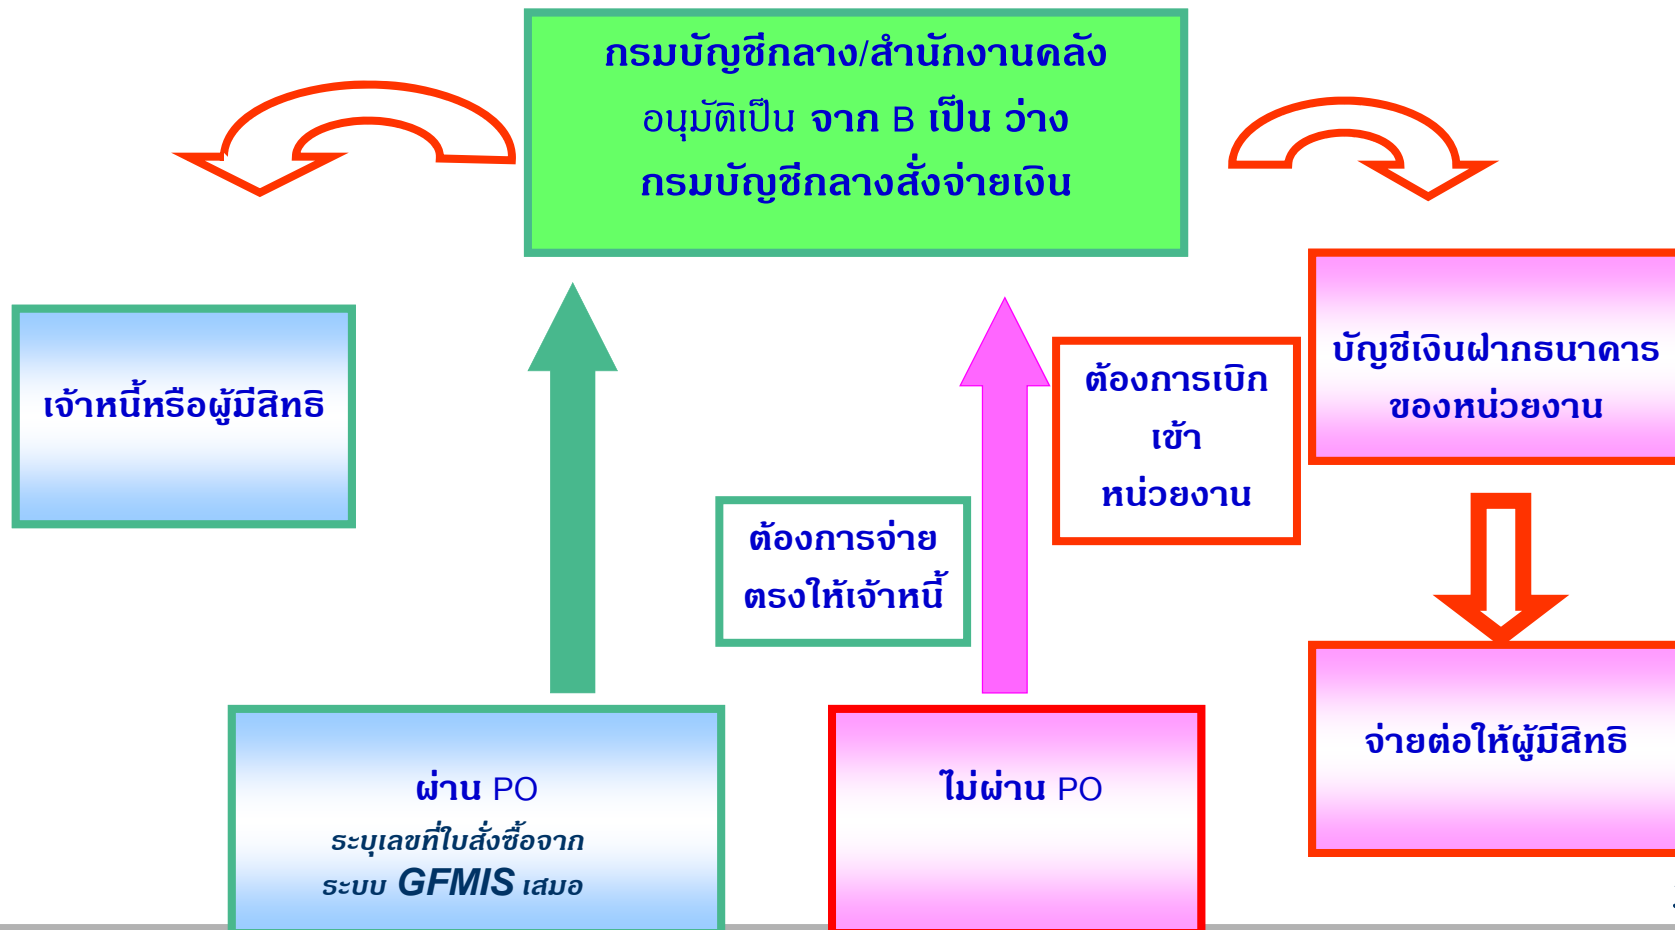 กรมบัญชีกลาง/สำนักงานคลัง
อนุมัติเป็น จาก B เป็น ว่าง
กรมบัญชีกลางสั่งจ่ายเงิน
เจ้าหนี้หรือผู้มีสิทธิ
ต้องการเบิก
เข้า
หน่วยงาน
บัญชีเงินฝากธนาคาร
ของหน่วยงาน
ต้องการจ่าย
ตรงให้เจ้าหนี้
จ่ายต่อให้ผู้มีสิทธิ
ผ่าน PO
ระบุเลขที่ใบสั่งซื้อจาก
ระบบ GFMIS เสมอ
ไม่ผ่าน PO